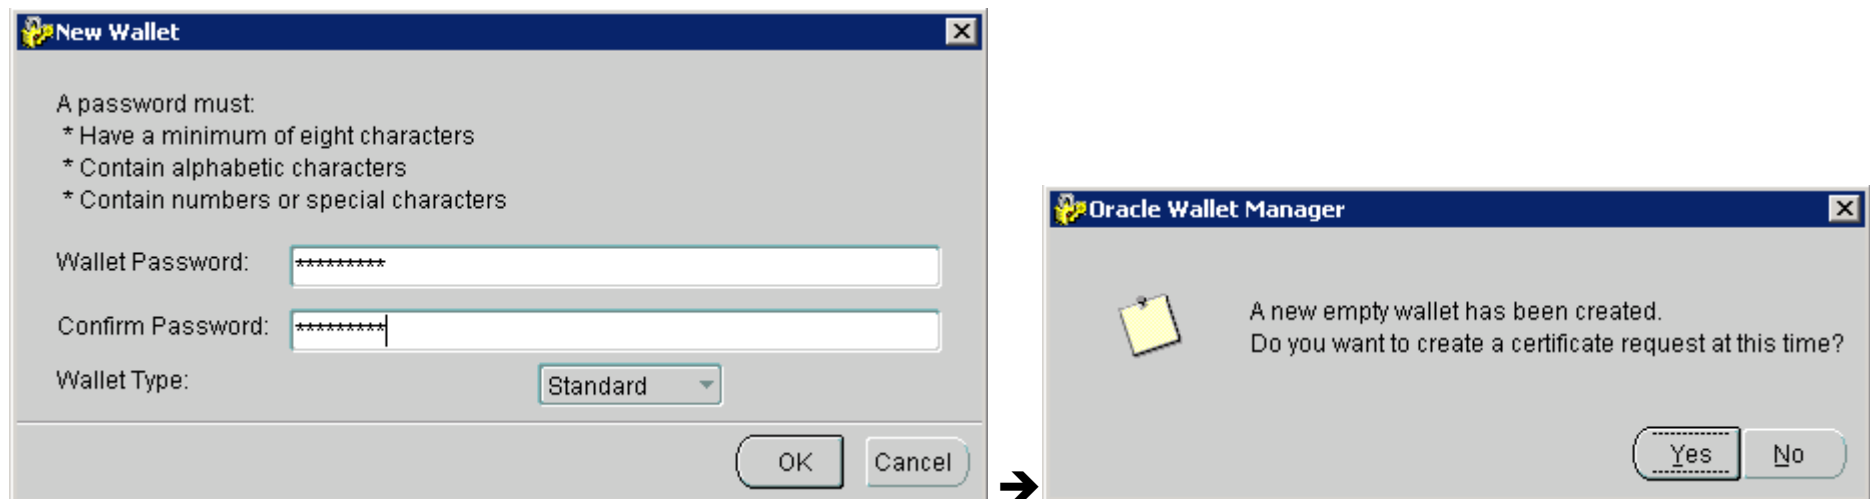 New Wallet
A password must:
* Have a minimum of eight characters
* Contain alphabetic characters
* Contain numbers or special characters
Wallet Password: *********
Confirm Password: *********
Wallet Type: Standard
OK Cancel
➔
Oracle Wallet Manager
A new empty wallet has been created.
Do you want to create a certificate request at this time?
Yes No